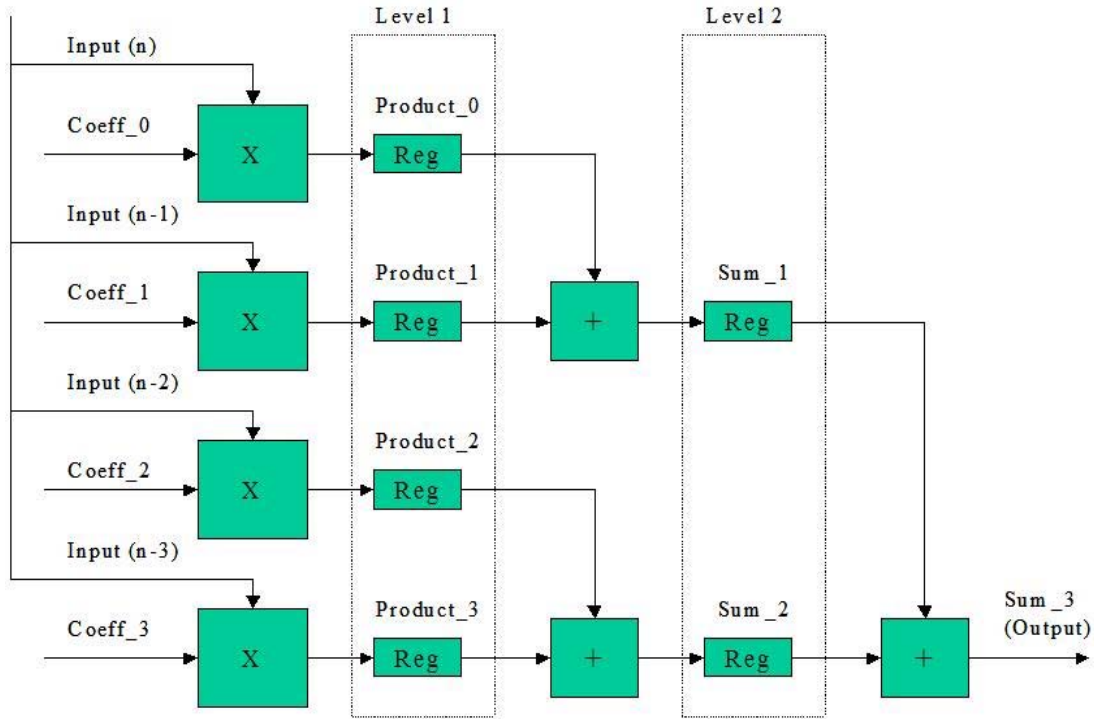 Level 1
Level 2
Input (n)
Coeff_0
X
Product_0
Reg
Input (n-1)
Coeff_1
X
Product_1
Reg
+
Sum_1
Reg
Input (n-2)
Coeff_2
X
Product_2
Reg
Input (n-3)
Coeff_3
X
Product_3
Reg
+
Sum_2
Reg
+
Sum_3
(Output)